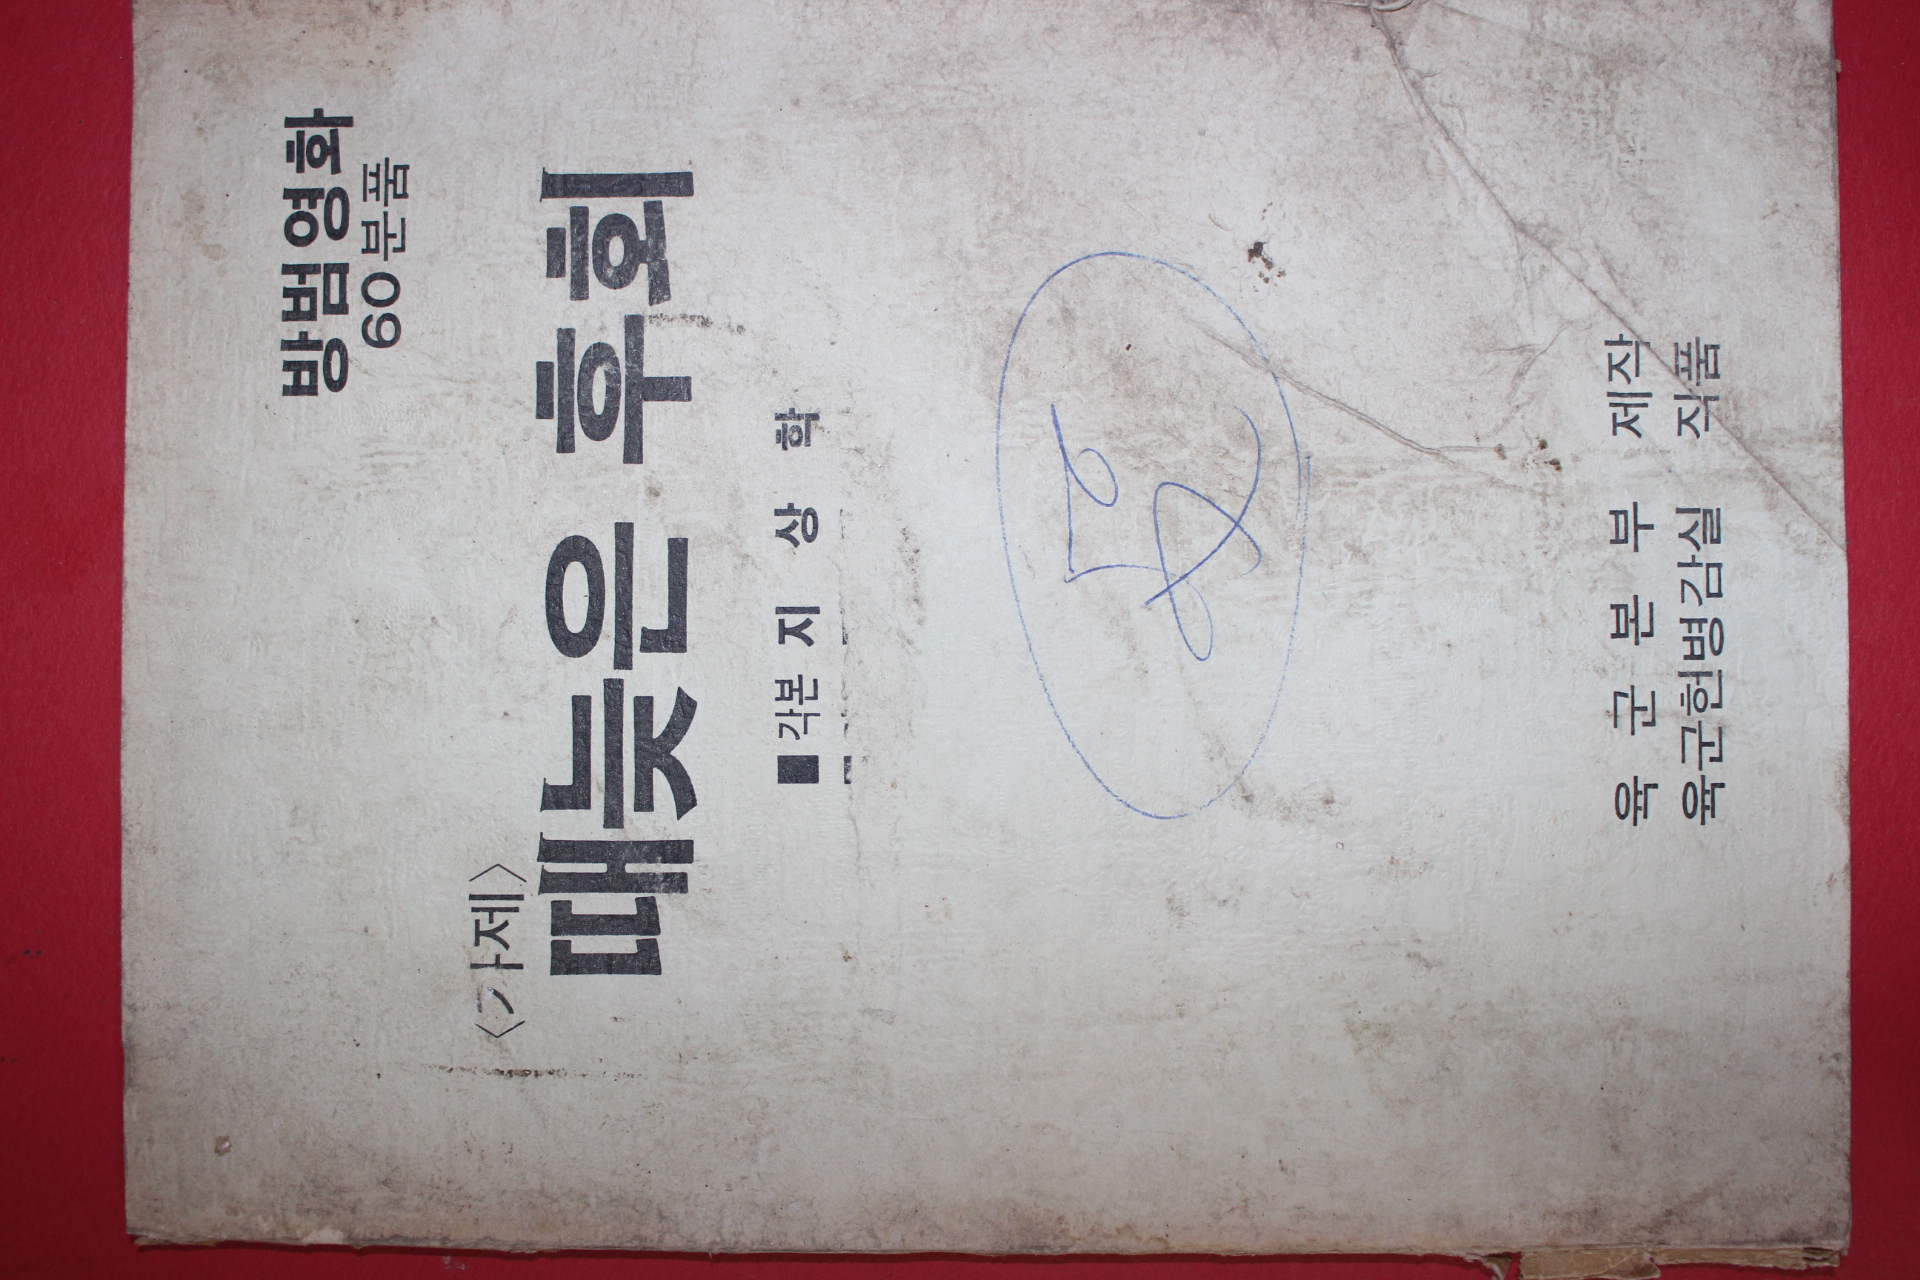 방범영화
60분품
<가제>
때늦은 후회
■각본 지 상 학
육 군 본 부 제작
육군헌병감실 작품